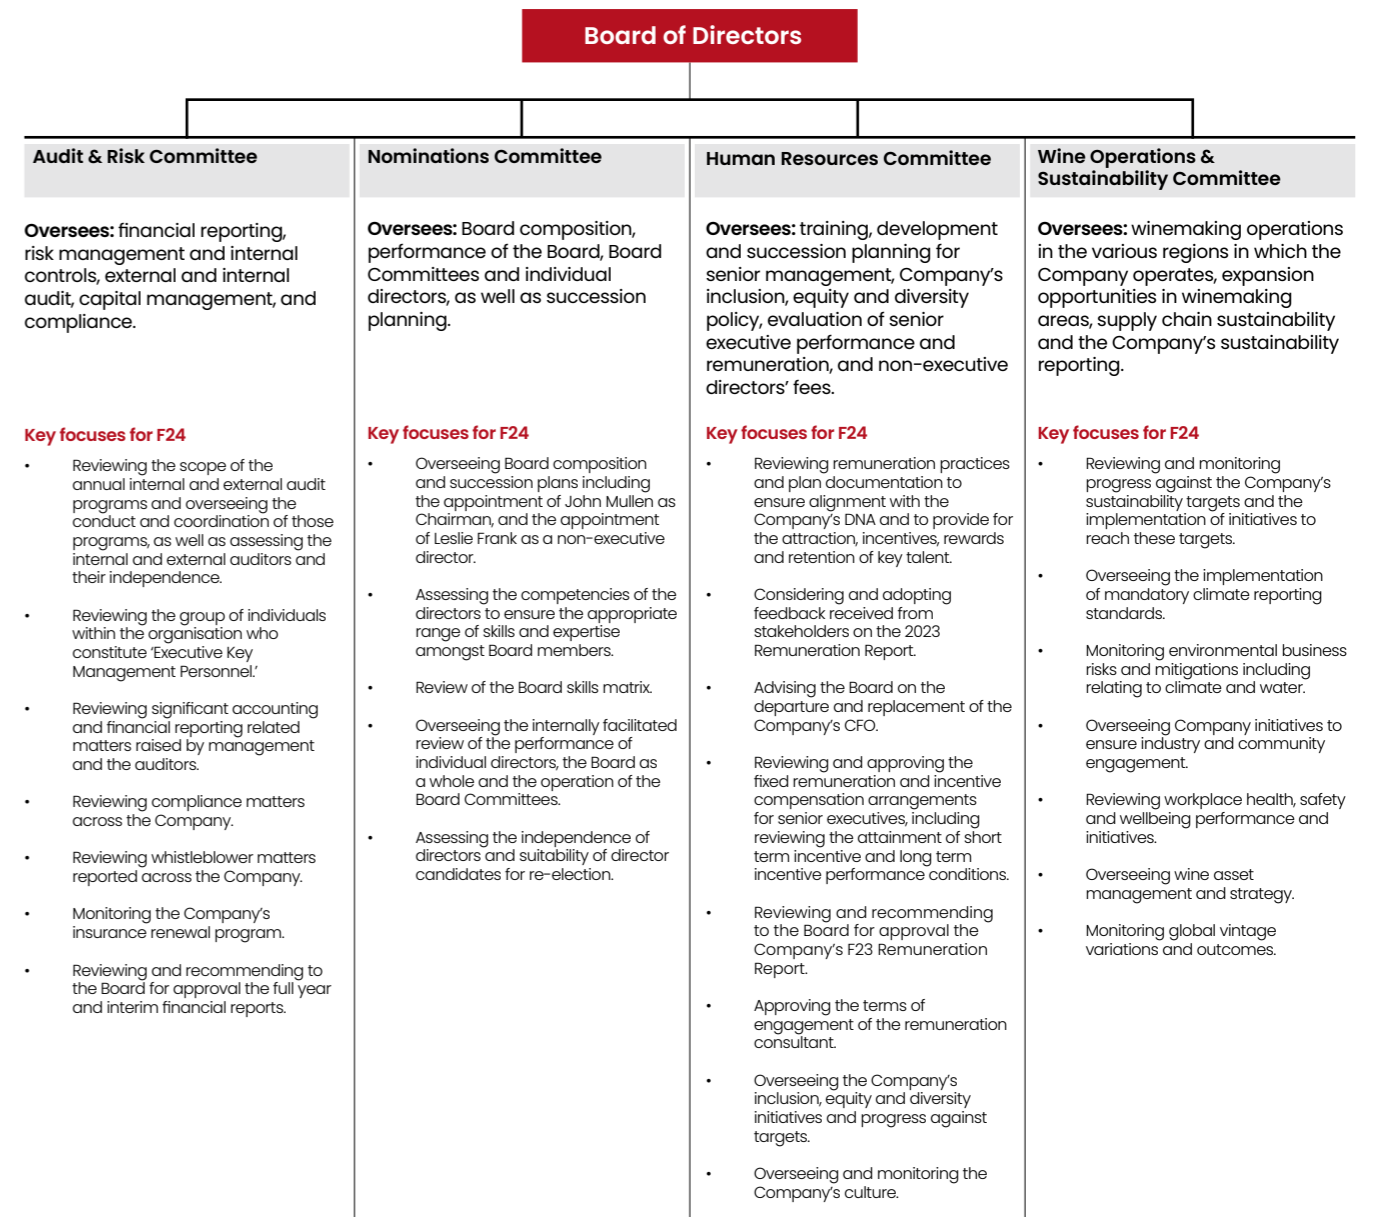 Board of Directors
Audit & Risk Committee
Oversees: financial reporting,
risk management and internal
controls, external and internal
audit, capital management, and
compliance.
Key focuses for F24
• Reviewing the scope of the
annual internal and external audit
programs and overseeing the
conduct and coordination of those
programs, as well as assessing the
internal and external auditors and
their independence.
• Reviewing the group of individuals
within the organisation who
constitute ‘Executive Key
Management Personnel.’
• Reviewing significant accounting
and financial reporting related
matters raised by management
and the auditors.
• Reviewing compliance matters
across the Company.
• Reviewing whistleblower matters
reported across the Company.
• Monitoring the Company’s
insurance renewal program.
• Reviewing and recommending to
the Board for approval the full year
and interim financial reports.
Nominations Committee
Oversees: Board composition,
performance of the Board, Board
Committees and individual
directors, as well as succession
planning.
Key focuses for F24
• Overseeing Board composition
and succession plans including
the appointment of John Mullen as
Chairman, and the appointment
of Leslie Frank as a non-executive
director.
• Assessing the competencies of the
directors to ensure the appropriate
range of skills and expertise
amongst Board members.
• Review of the Board skills matrix.
• Overseeing the internally facilitated
review of the performance of
individual directors, the Board as
a whole and the operation of the
Board Committees.
• Assessing the independence of
directors and suitability of director
candidates for re-election.
Human Resources Committee
Oversees: training, development
and succession planning for
senior management, Company’s
inclusion, equity and diversity
policy, evaluation of senior
executive performance and
remuneration, and non-executive
directors’ fees.
Key focuses for F24
• Reviewing remuneration practices
and plan documentation to
ensure alignment with the
Company’s DNA and to provide for
the attraction, incentives, rewards
and retention of key talent.
• Considering and adopting
feedback received from
stakeholders on the 2023
Remuneration Report.
• Advising the Board on the
departure and replacement of the
Company’s CFO.
• Reviewing and approving the
fixed remuneration and incentive
compensation arrangements
for senior executives, including
reviewing the attainment of short
term incentive and long term
incentive performance conditions.
• Reviewing and recommending
to the Board for approval the
Company’s F23 Remuneration
Report.
• Approving the terms of
engagement of the remuneration
consultant.
• Overseeing the Company’s
inclusion, equity and diversity
initiatives and progress against
targets.
• Overseeing and monitoring the
Company’s culture.
Wine Operations &
Sustainability Committee
Oversees: winemaking operations
in the various regions in which the
Company operates, expansion
opportunities in winemaking
areas, supply chain sustainability
and the Company’s sustainability
reporting.
Key focuses for F24
• Reviewing and monitoring
progress against the Company’s
sustainability targets and the
implementation of initiatives to
reach these targets.
• Overseeing the implementation
of mandatory climate reporting
standards.
• Monitoring environmental business
risks and mitigations including
relating to climate and water.
• Overseeing Company initiatives to
ensure industry and community
engagement.
• Reviewing workplace health, safety
and wellbeing performance and
initiatives.
• Overseeing wine asset
management and strategy.
• Monitoring global vintage
variations and outcomes.